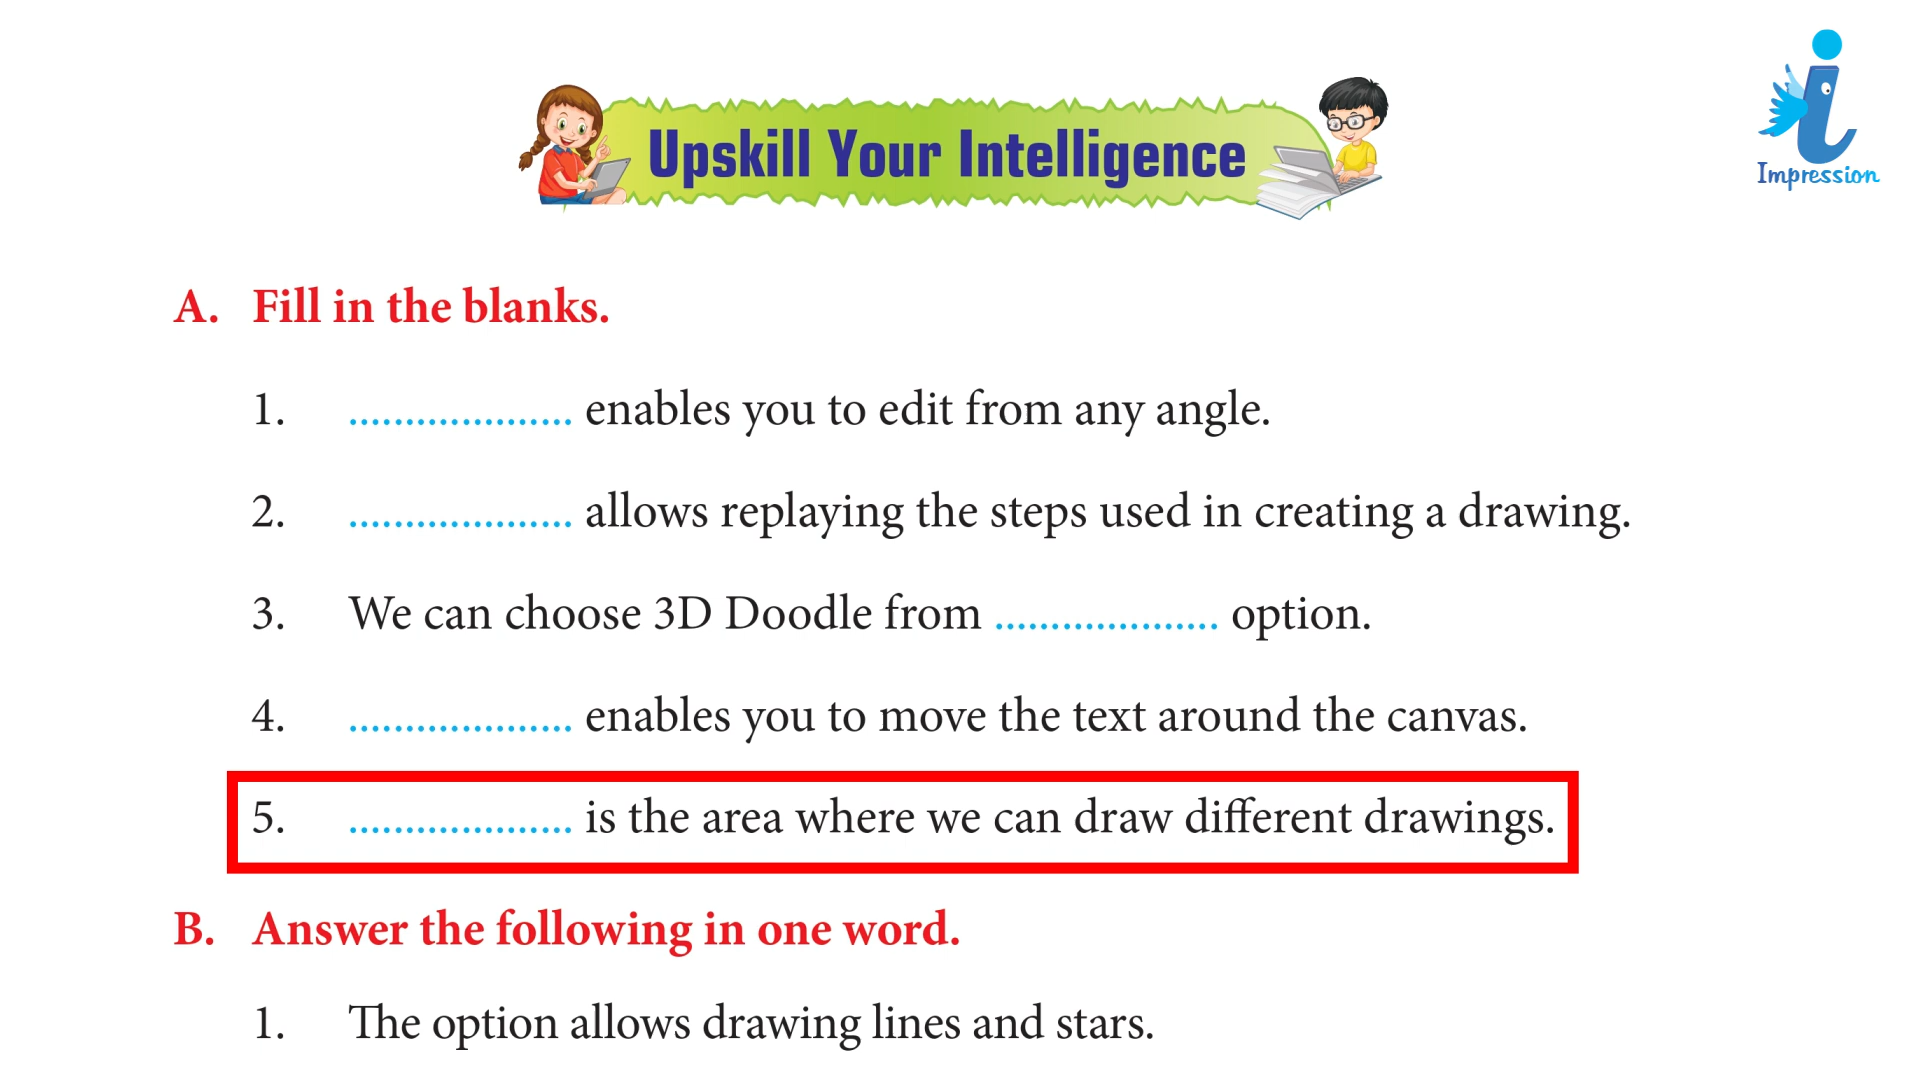 Impression
Upskill Your Intelligence
A. Fill in the blanks.
1. .................... enables you to edit from any angle.
2. .................... allows replaying the steps used in creating a drawing.
3. We can choose 3D Doodle from .................... option.
4. .................... enables you to move the text around the canvas.
5. .................... is the area where we can draw different drawings.
B. Answer the following in one word.
1. The option allows drawing lines and stars.